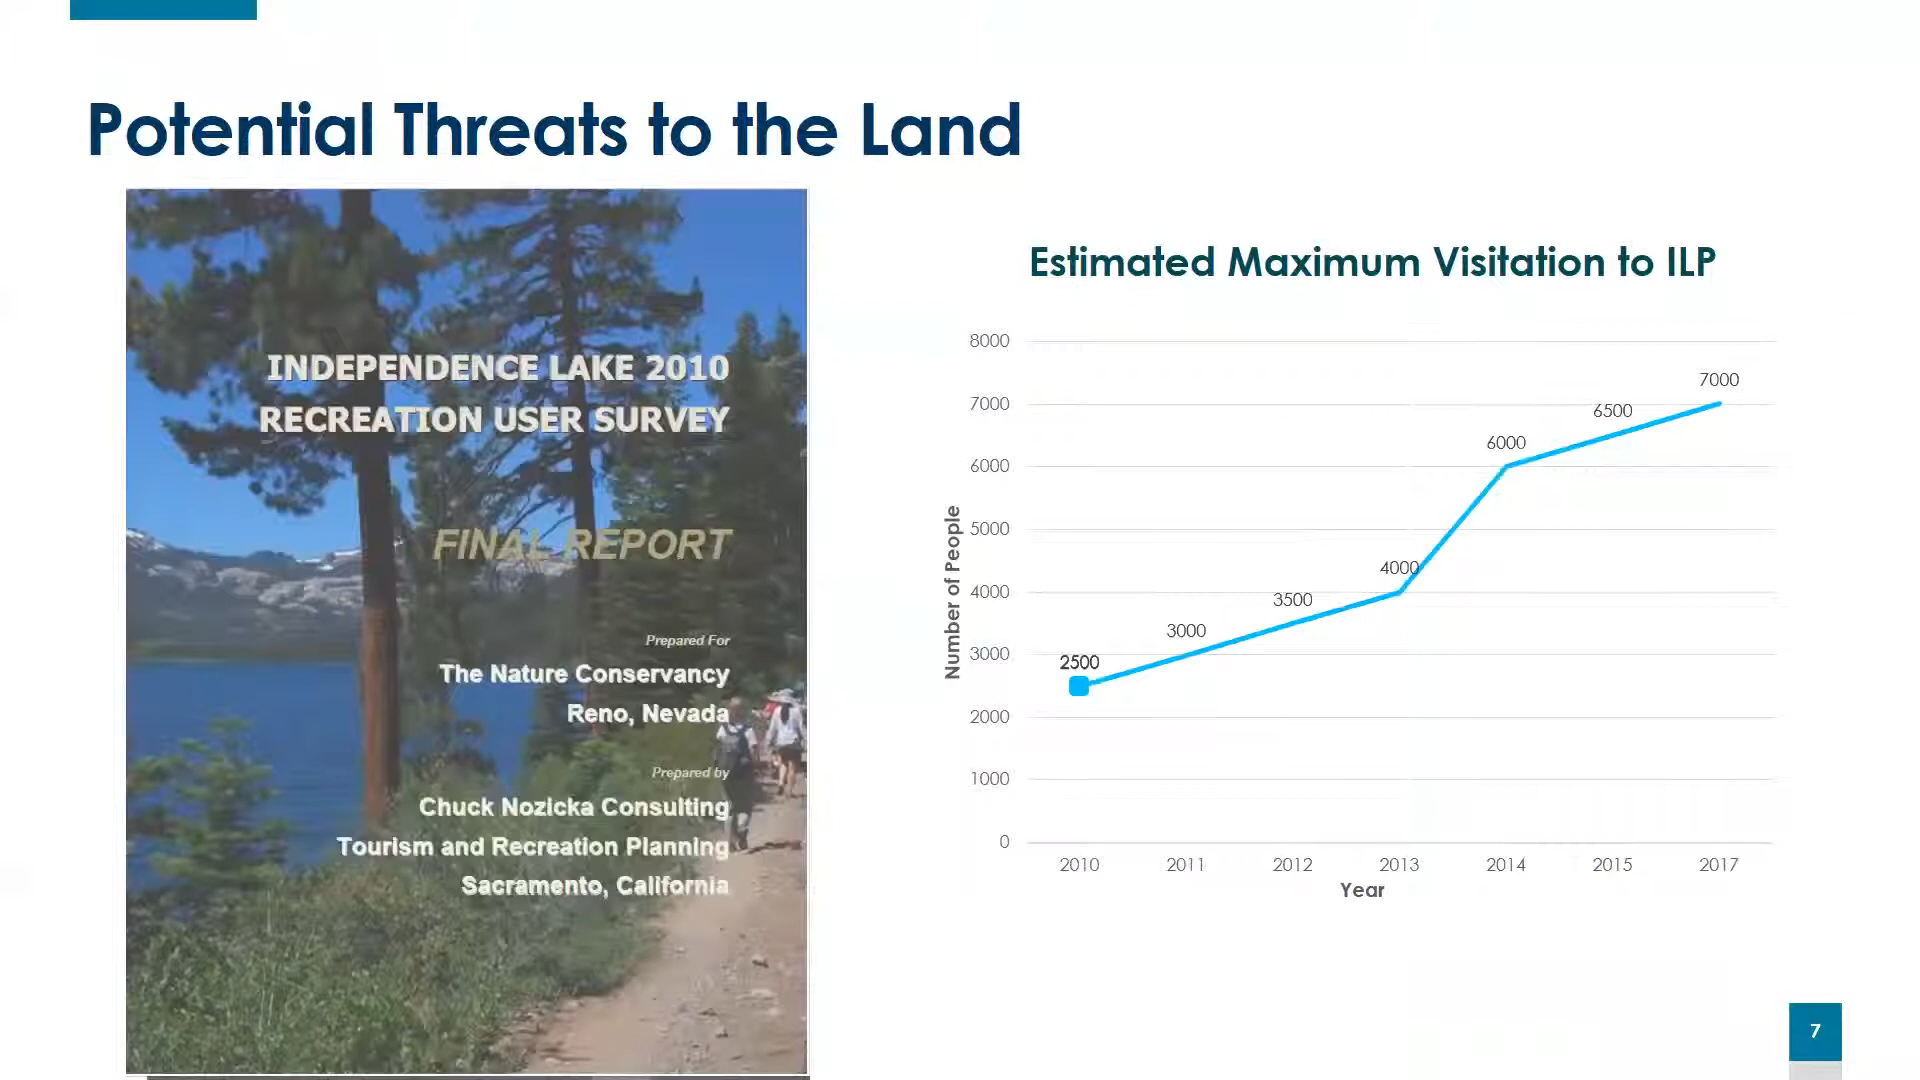 Potential Threats to the Land
INDEPENDENCE LAKE 2010
RECREATION USER SURVEY
FINAL REPORT
Prepared For
The Nature Conservancy
Reno, Nevada
Prepared by
Chuck Nozicka Consulting
Tourism and Recreation Planning
Sacramento, California
Estimated Maximum Visitation to ILP
8000
7000
6000
5000
4000
3000
2000
1000
0
Number of People
2500
3000
3500
4000
6000
6500
7000
2010 2011 2012 2013 2014 2015 2017
Year
7